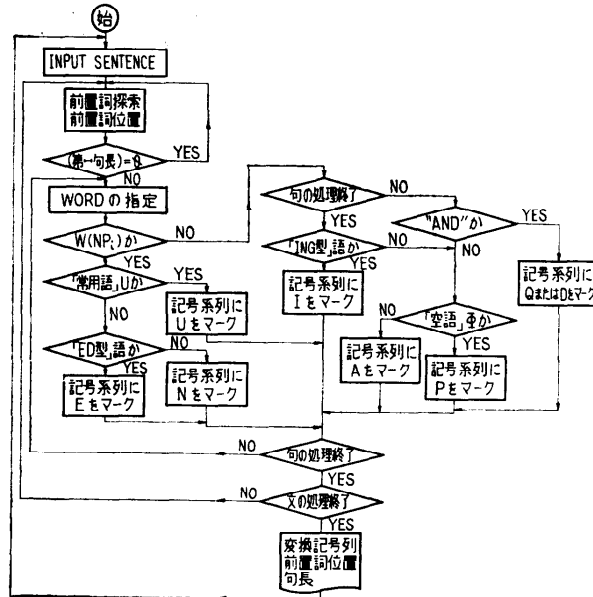 始
INPUT SENTENCE
前置詞探索
前置詞位置
YES
NO
WORDの指定
W(NPi)か
NO
YES
「常用語」Uか
YES
記号系列に
Uをマーク
NO
「ED型」語か
YES
NO
記号系列に
Eをマーク
記号系列に
Nをマーク
句の処理終了
NO
YES
「ING型」語か
NO
YES
記号系列に
Iをマーク
"AND"か
YES
NO
記号系列に
QまたはDをマーク
「空語」Φか
NO
YES
記号系列に
Aをマーク
記号系列に
Pをマーク
句の処理終了
NO
YES
文の処理終了
NO
YES
変換記号列
前置詞位置
句長